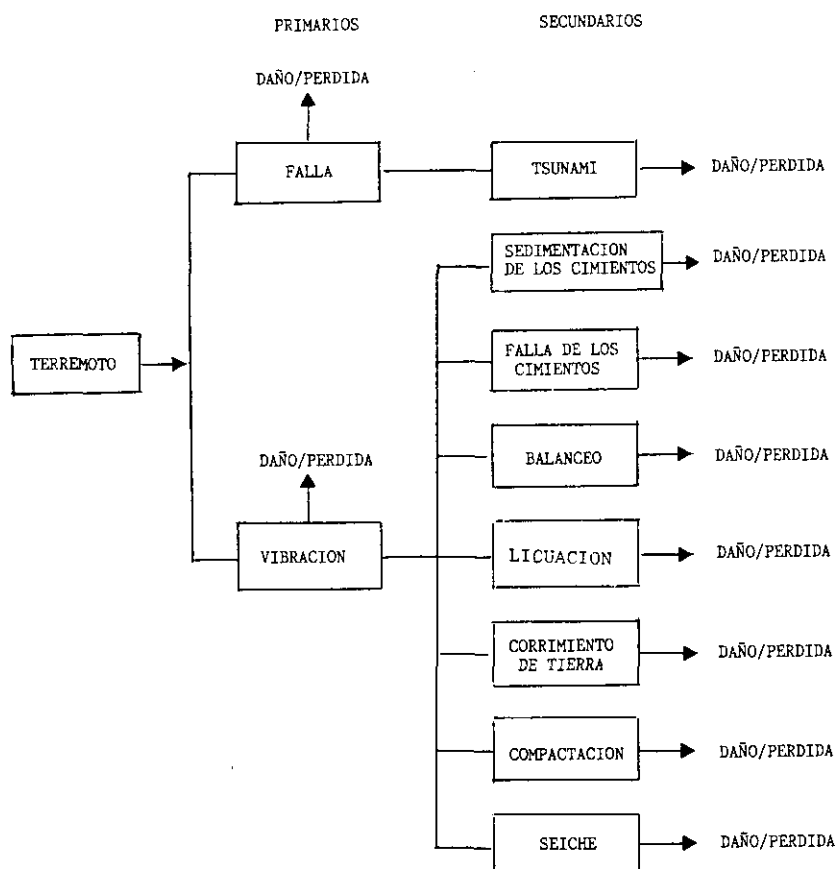 PRIMARIOS
SECUNDARIOS
DAÑO/PERDIDA
FALLA
TSUNAMI
DAÑO/PERDIDA
SEDIMENTACION
DE LOS CIMIENTOS
DAÑO/PERDIDA
TERREMOTO
FALLA DE LOS
CIMIENTOS
DAÑO/PERDIDA
DAÑO/PERDIDA
BALANCEO
DAÑO/PERDIDA
VIBRACION
LICUACION
DAÑO/PERDIDA
CORRIMIENTO
DE TIERRA
DAÑO/PERDIDA
COMPACTACION
DAÑO/PERDIDA
SEICHE
DAÑO/PERDIDA